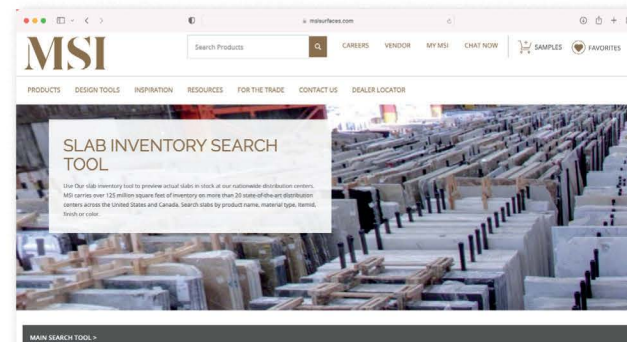 msisurfaces.com
MSI
Search Products
CAREERS VENDOR MY MSI CHAT NOW SAMPLES FAVORITES
PRODUCTS DESIGN TOOLS INSPIRATION RESOURCES FOR THE TRADE CONTACT US DEALER LOCATOR
SLAB INVENTORY SEARCH
TOOL
Use Our slab inventory tool to preview actual slabs in stock at our nationwide distribution centers.
MSI carries over 125 million square feet of inventory on more than 20 state-of-the-art distribution
centers across the United States and Canada. Search slabs by product name, material type, itemid,
finish or color.
MAIN SEARCH TOOL >